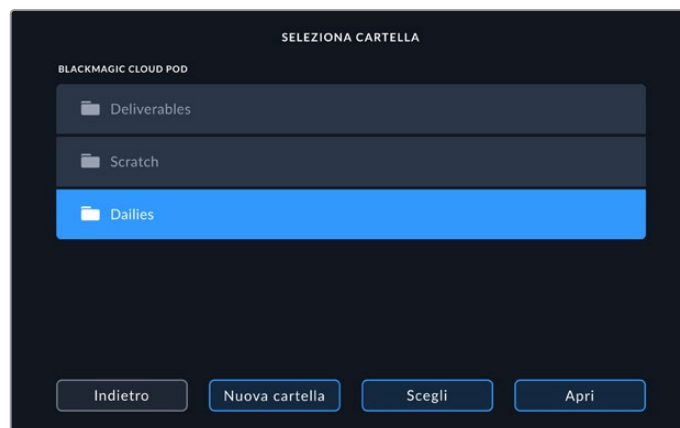 SELEZIONA CARTELLA
BLACKMAGIC CLOUD POD
Deliverables
Scratch
Dailies
Indietro
Nuova cartella
Scegli
Apri